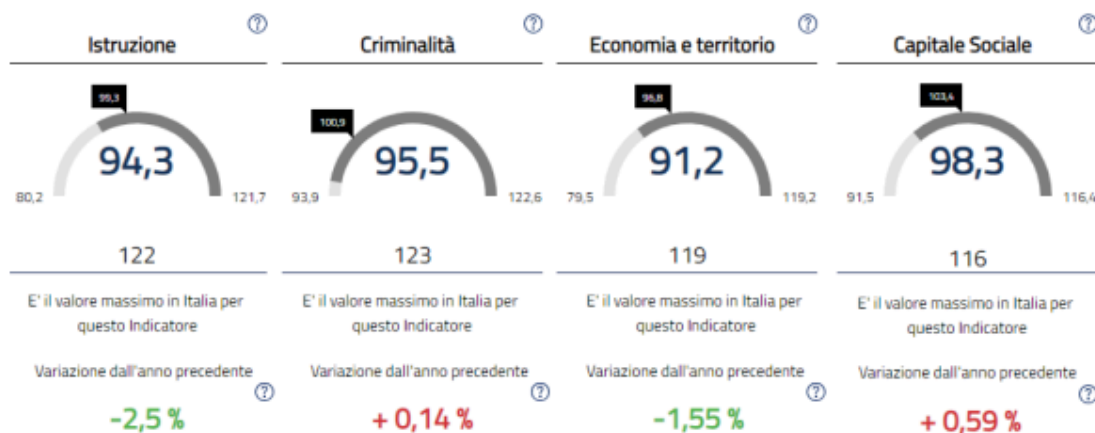 Istruzione
99,3
94,3
80,2 121,7
122
E' il valore massimo in Italia per
questo Indicatore
Variazione dall'anno precedente
-2,5 %
Criminalità
100,9
95,5
93,9 122,6
123
E' il valore massimo in Italia per
questo Indicatore
Variazione dall'anno precedente
+ 0,14 %
Economia e territorio
96,8
91,2
79,5 119,2
119
E' il valore massimo in Italia per
questo Indicatore
Variazione dall'anno precedente
-1,55 %
Capitale Sociale
103,4
98,3
91,5 116,4
116
E' il valore massimo in Italia per
questo Indicatore
Variazione dall'anno precedente
+ 0,59 %